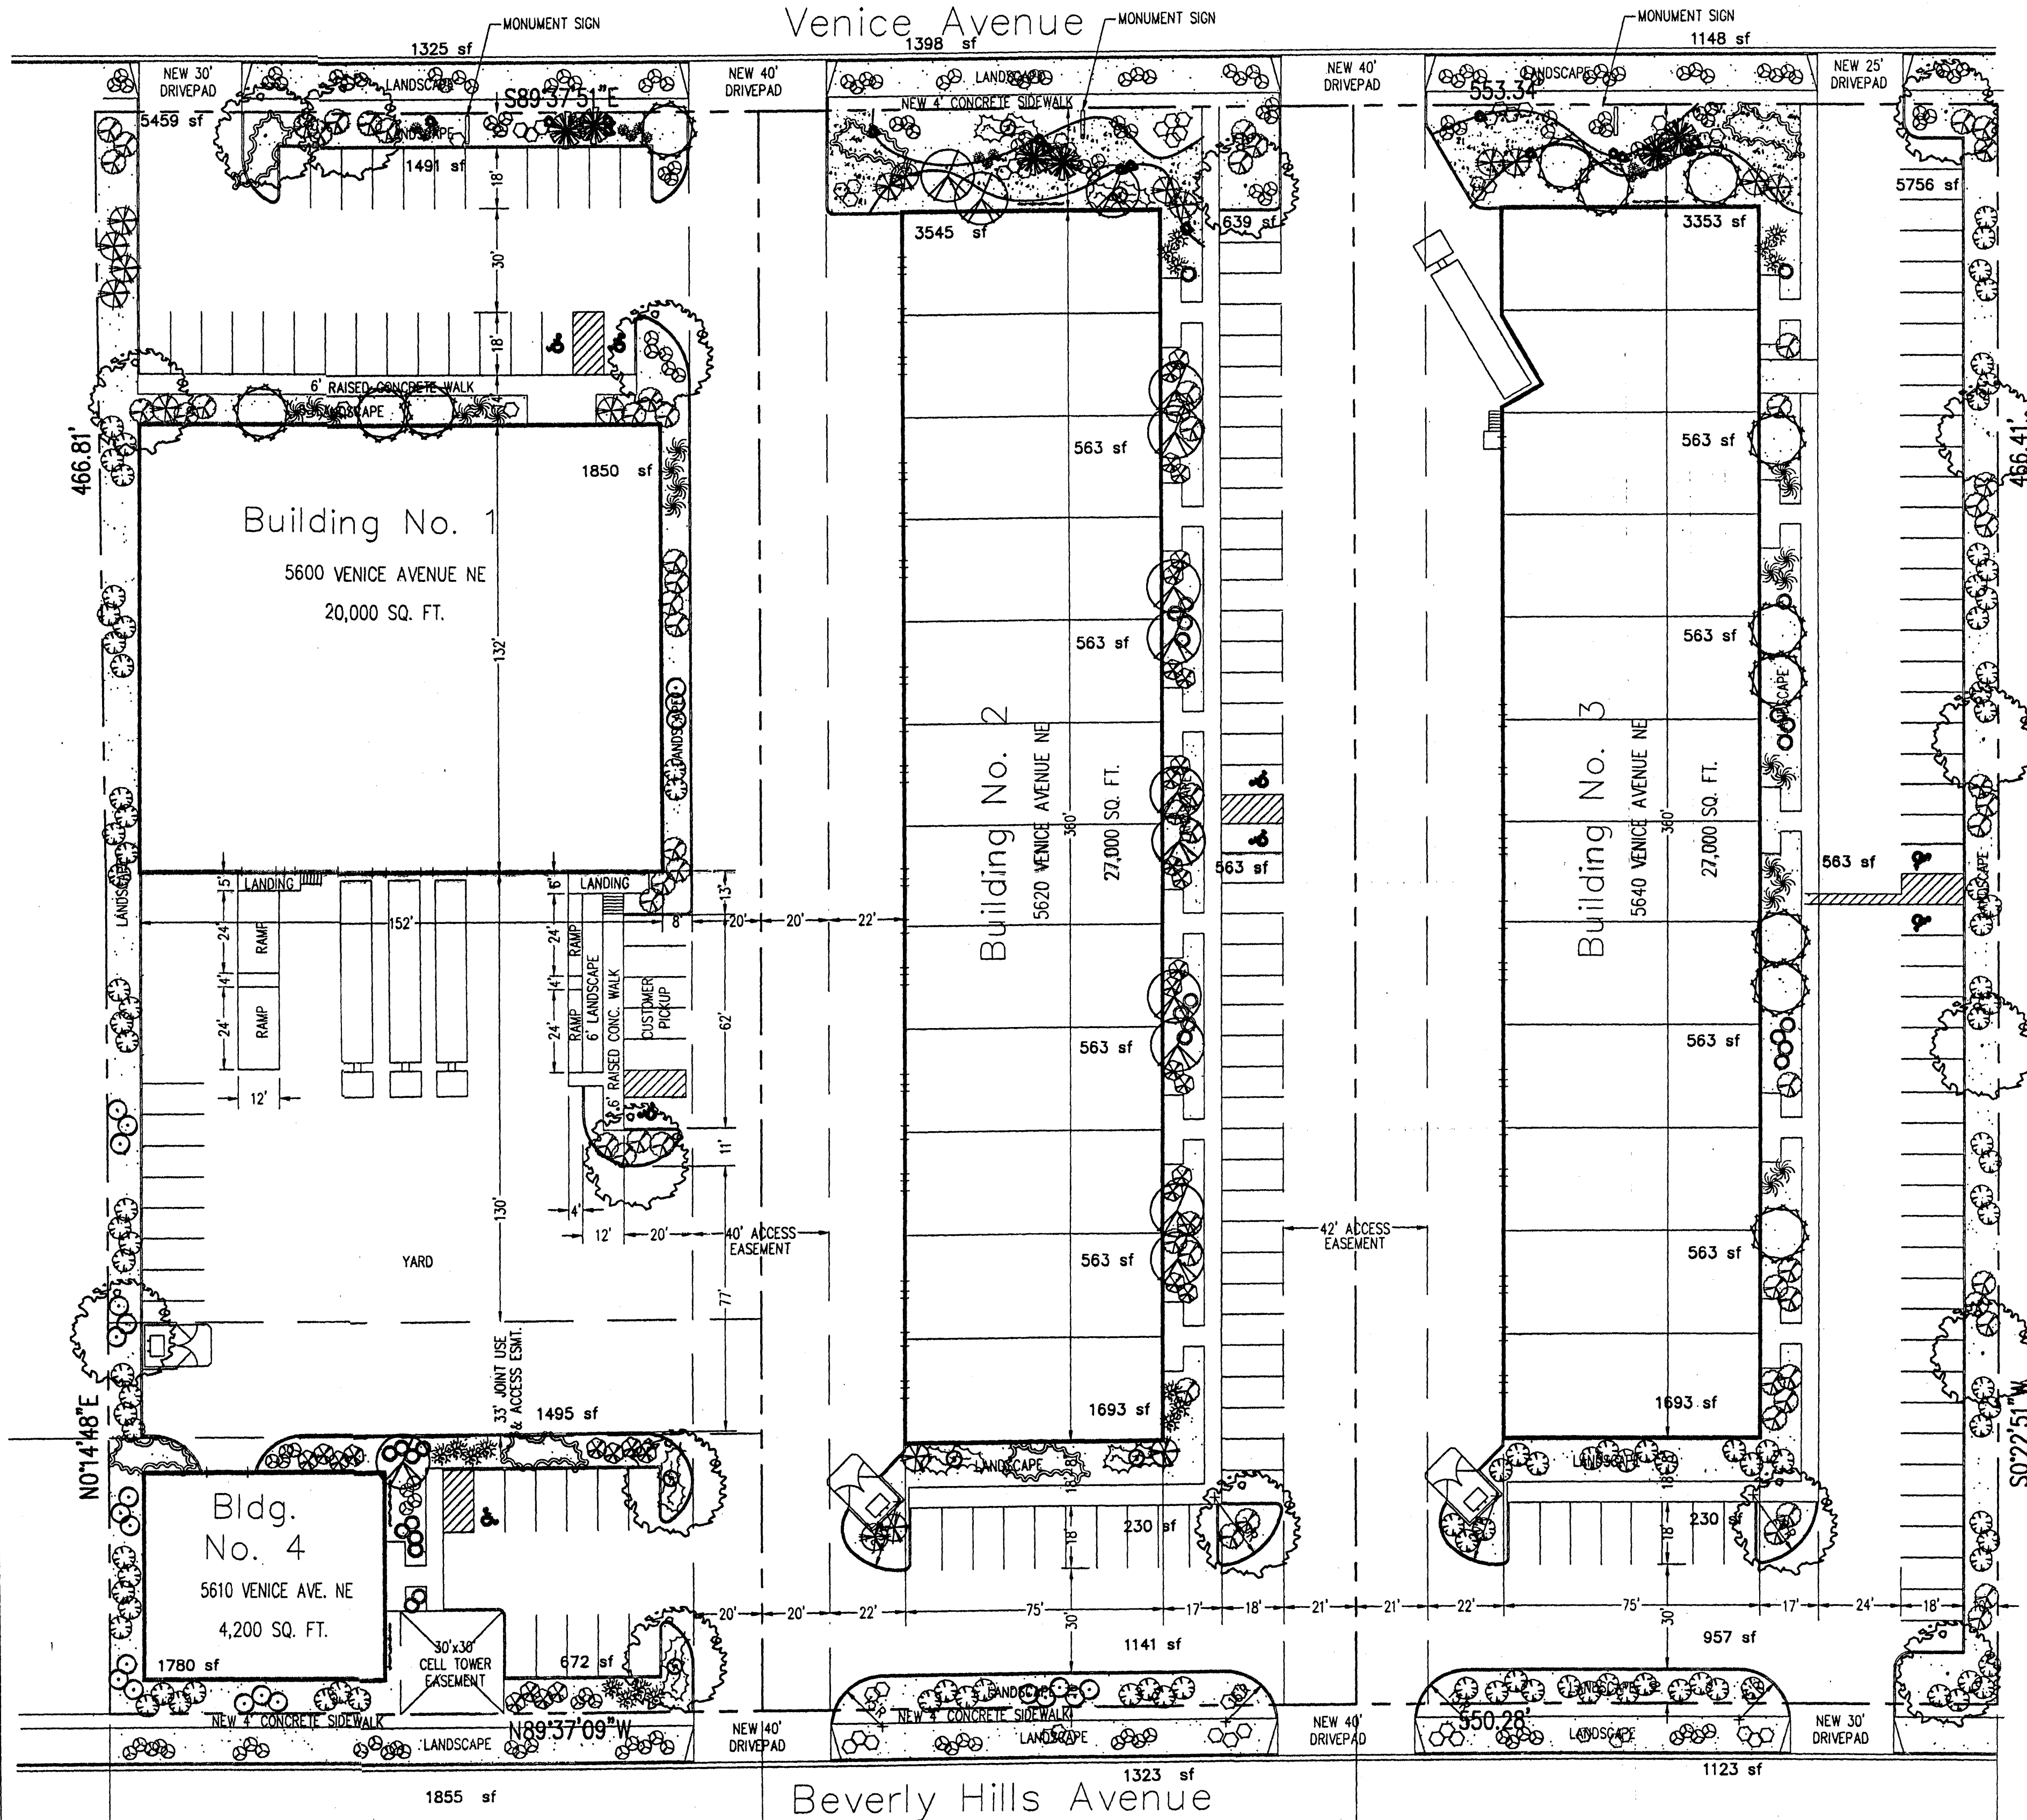 Venice Avenue
MONUMENT SIGN
MONUMENT SIGN
MONUMENT SIGN
1325 sf
1398 sf
1148 sf
NEW 30'
DRIVEPAD
LANDSCAPE
NEW 40'
DRIVEPAD
LANDSCAPE
NEW 40'
DRIVEPAD
LANDSCAPE
NEW 25'
DRIVEPAD
S89°37'51"E
NEW 4' CONCRETE SIDEWALK
553.34'
5459 sf
LANDSCAPE
1491 sf
18'
5756 sf
3545 sf
639 sf
3353 sf
30'
18'
6' RAISED CONCRETE WALK
LANDSCAPE
466.81'
466.41'
1850 sf
563 sf
563 sf
Building No. 1
5600 VENICE AVENUE NE
20,000 SQ. FT.
132'
563 sf
563 sf
LANDSCAPE
LANDSCAPE
Building No. 2
5620 VENICE AVENUE NE
360'
27,000 SQ. FT.
LANDSCAPE
Building No. 3
5640 VENICE AVENUE NE
360'
27,000 SQ. FT.
563 sf
563 sf
LANDSCAPE
LANDSCAPE
5'
LANDING
6'
LANDING
13'
152'
8'
20'
20'
22'
24'
RAMP
4'
24'
RAMP
12'
24'
RAMP
4'
24'
RAMP
6' LANDSCAPE
6' RAISED CONC. WALK
CUSTOMER
PICKUP
62'
563 sf
563 sf
11'
130'
4'
12'
20'
40' ACCESS
EASEMENT
42' ACCESS
EASEMENT
YARD
563 sf
563 sf
77'
33' JOINT USE
& ACCESS ESMT.
N0°14'48"E
S0°22'51"W
1495 sf
1693 sf
1693 sf
LANDSCAPE
18'
8'
LANDSCAPE
18'
8'
Bldg.
No. 4
5610 VENICE AVE. NE
4,200 SQ. FT.
230 sf
18'
230 sf
18'
20'
20'
22'
75'
17'
18'
21'
21'
22'
75'
17'
24'
18'
30'
30'
30'x30'
CELL TOWER
EASEMENT
1780 sf
672 sf
1141 sf
957 sf
LANDSCAPE
LANDSCAPE
NEW 4' CONCRETE SIDEWALK
NEW 4' CONCRETE SIDEWALK
N89°37'09"W
550.28'
LANDSCAPE
NEW 40'
DRIVEPAD
LANDSCAPE
NEW 40'
DRIVEPAD
LANDSCAPE
NEW 30'
DRIVEPAD
1855 sf
1323 sf
1123 sf
Beverly Hills Avenue